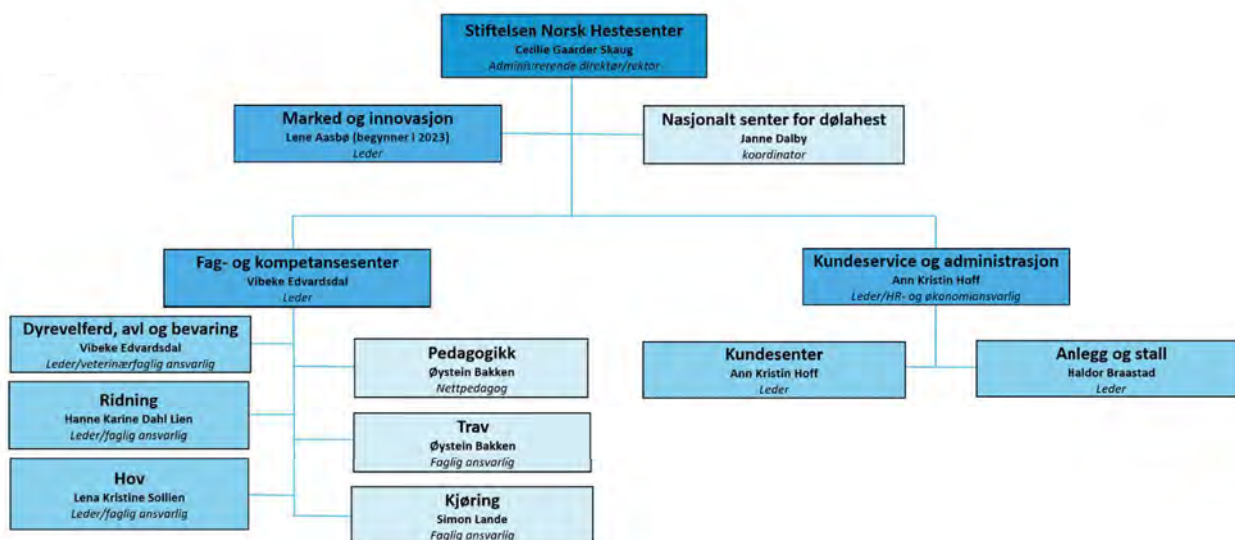 Stiftelsen Norsk Hestesenter
Cecilie Gaarder Skaug
Administrerende direktør/rektor
Marked og innovasjon
Lene Aasbø (begynner i 2023)
Leder
Nasjonalt senter for dølahest
Janne Dalby
koordinator
Fag- og kompetansesenter
Vibeke Edvardsdal
Leder
Kundeservice og administrasjon
Ann Kristin Hoff
Leder/HR- og økonomiansvarlig
Dyrevelferd, avl og bevaring
Vibeke Edvardsdal
Leder/veterinærfaglig ansvarlig
Pedagogikk
Øystein Bakken
Nettpedagog
Kundesenter
Ann Kristin Hoff
Leder
Anlegg og stall
Haldor Braastad
Leder
Ridning
Hanne Karine Dahl Lien
Leder/faglig ansvarlig
Trav
Øystein Bakken
Faglig ansvarlig
Hov
Lena Kristine Sollien
Leder/faglig ansvarlig
Kjøring
Simon Lande
Faglig ansvarlig